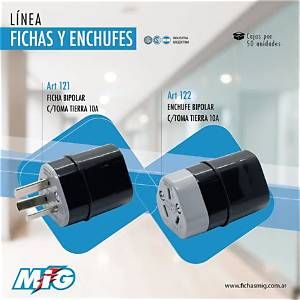 LÍNEA
FICHAS Y ENCHUFES
Cajas por
50 unidades
Art 121
FICHA BIPOLAR
C/TOMA TIERRA 10A
Art 122
ENCHUFE BIPOLAR
C/TOMA TIERRA 10A
MIG
www.fichasmig.com.ar